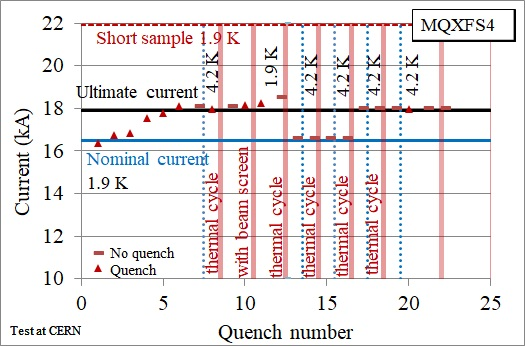 MQXFS4
Short sample 1.9 K
4.2 K
1.9 K
4.2 K
4.2 K
4.2 K
4.2 K
Ultimate current
Nominal current
1.9 K
thermal cycle
with beam screen
thermal cycle
thermal cycle
thermal cycle
thermal cycle
No quench
Quench
Current (kA)
22
20
18
16
14
12
10
0
5
10
15
20
25
Test at CERN
Quench number